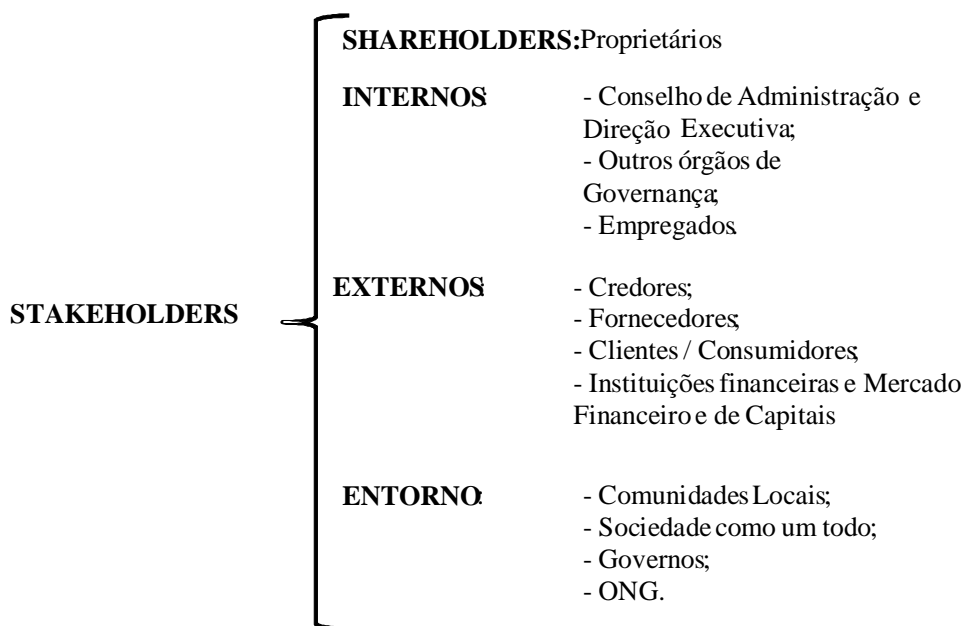 SHAREHOLDERS:Proprietários
INTERNOS: - Conselho de Administração e
Direção Executiva;
- Outros órgãos de
Governança;
- Empregados.
EXTERNOS: - Credores;
STAKEHOLDERS
- Fornecedores;
- Clientes / Consumidores;
- Instituições financeiras e Mercado
Financeiro e de Capitais
ENTORNO: - Comunidades Locais;
- Sociedade como um todo;
- Governos;
- ONG.